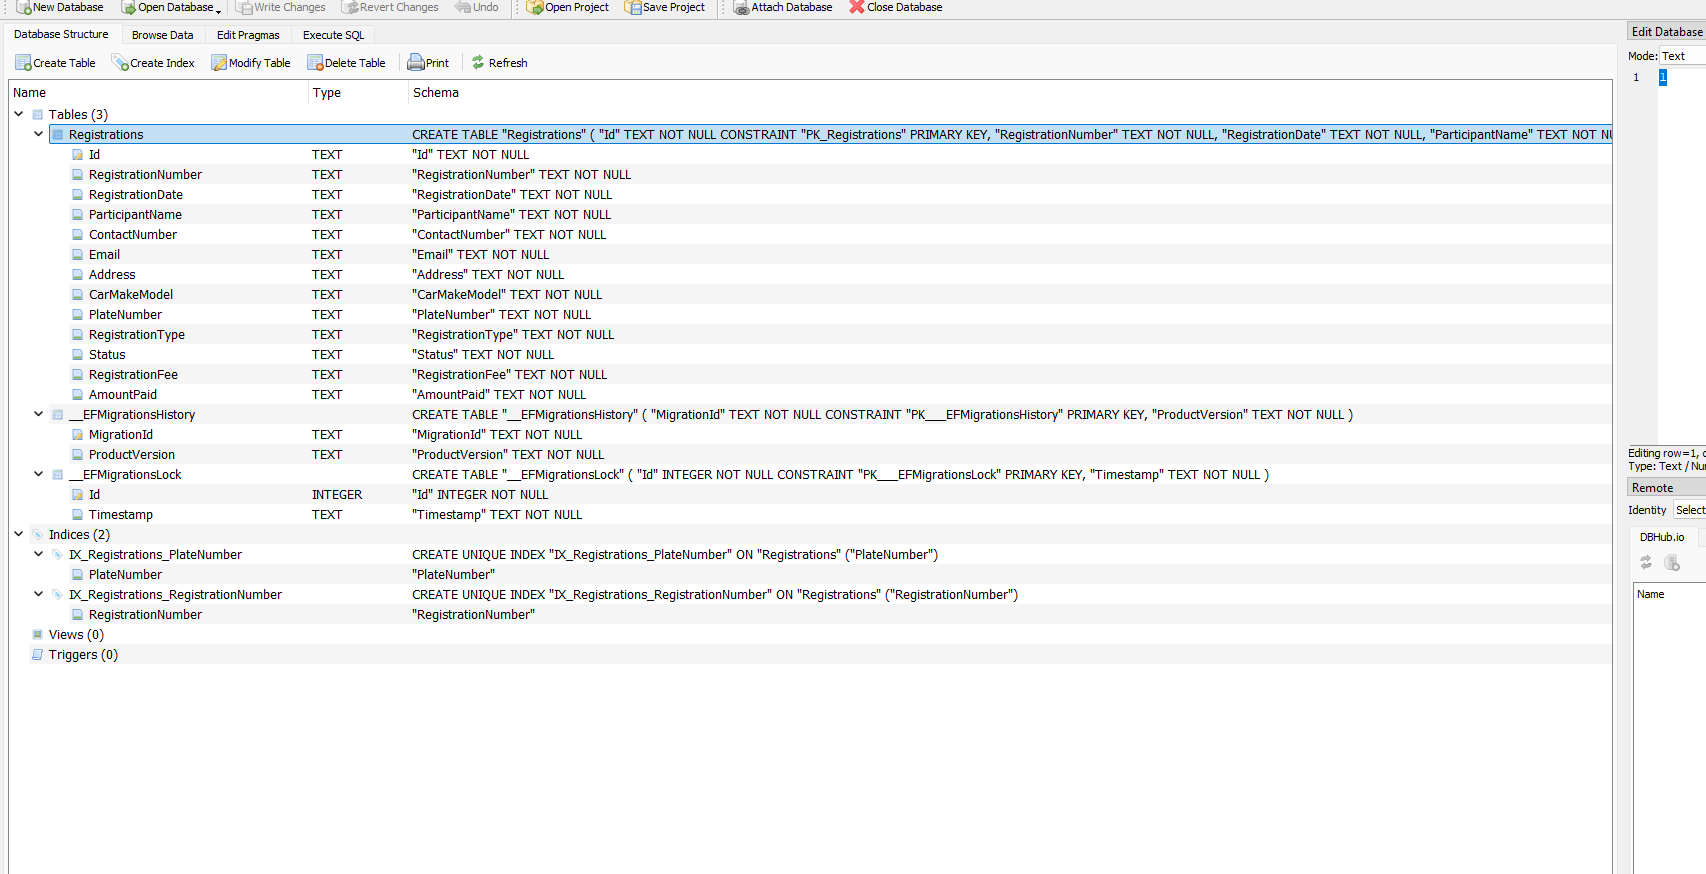 New Database Open Database Write Changes Revert Changes Undo Open Project Save Project Attach Database Close Database
Database Structure Browse Data Edit Pragmas Execute SQL
Create Table Create Index Modify Table Delete Table Print Refresh
Name Type Schema
Tables (3)
Registrations CREATE TABLE "Registrations" ( "Id" TEXT NOT NULL CONSTRAINT "PK_Registrations" PRIMARY KEY, "RegistrationNumber" TEXT NOT NULL, "RegistrationDate" TEXT NOT NULL, "ParticipantName" TEXT NOT NU
Id TEXT "Id" TEXT NOT NULL
RegistrationNumber TEXT "RegistrationNumber" TEXT NOT NULL
RegistrationDate TEXT "RegistrationDate" TEXT NOT NULL
ParticipantName TEXT "ParticipantName" TEXT NOT NULL
ContactNumber TEXT "ContactNumber" TEXT NOT NULL
Email TEXT "Email" TEXT NOT NULL
Address TEXT "Address" TEXT NOT NULL
CarMakeModel TEXT "CarMakeModel" TEXT NOT NULL
PlateNumber TEXT "PlateNumber" TEXT NOT NULL
RegistrationType TEXT "RegistrationType" TEXT NOT NULL
Status TEXT "Status" TEXT NOT NULL
RegistrationFee TEXT "RegistrationFee" TEXT NOT NULL
AmountPaid TEXT "AmountPaid" TEXT NOT NULL
__EFMigrationsHistory CREATE TABLE "__EFMigrationsHistory" ( "MigrationId" TEXT NOT NULL CONSTRAINT "PK___EFMigrationsHistory" PRIMARY KEY, "ProductVersion" TEXT NOT NULL )
MigrationId TEXT "MigrationId" TEXT NOT NULL
ProductVersion TEXT "ProductVersion" TEXT NOT NULL
__EFMigrationsLock CREATE TABLE "__EFMigrationsLock" ( "Id" INTEGER NOT NULL CONSTRAINT "PK___EFMigrationsLock" PRIMARY KEY, "Timestamp" TEXT NOT NULL )
Id INTEGER "Id" INTEGER NOT NULL
Timestamp TEXT "Timestamp" TEXT NOT NULL
Indices (2)
IX_Registrations_PlateNumber CREATE UNIQUE INDEX "IX_Registrations_PlateNumber" ON "Registrations" ("PlateNumber")
PlateNumber "PlateNumber"
IX_Registrations_RegistrationNumber CREATE UNIQUE INDEX "IX_Registrations_RegistrationNumber" ON "Registrations" ("RegistrationNumber")
RegistrationNumber "RegistrationNumber"
Views (0)
Triggers (0)
Edit Database
Mode: Text
1 1
Editing row=1, c
Type: Text / Nu
Remote
Identity Select
DBHub.io
Name